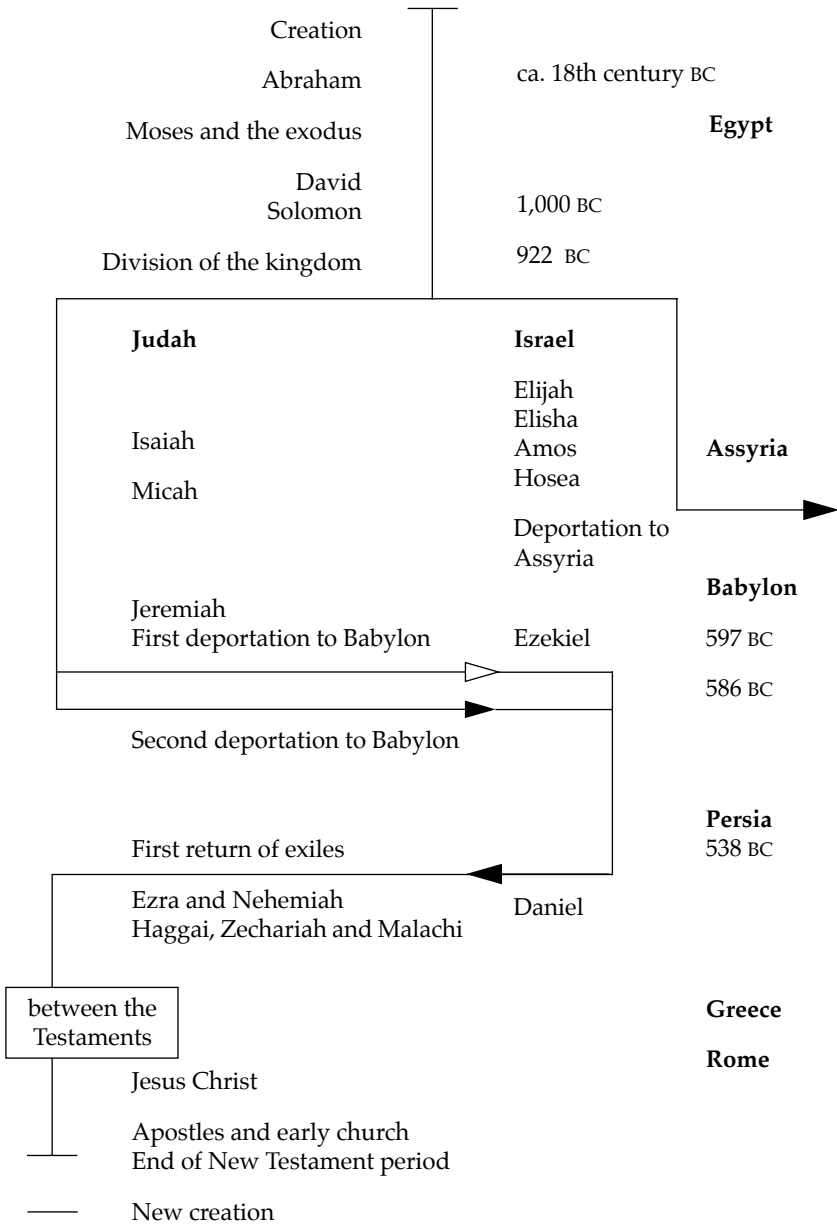 Creation
Abraham
ca. 18th century BC
Moses and the exodus
Egypt
David
Solomon
1,000 BC
Division of the kingdom
922 BC
Judah
Israel
Elijah
Elisha
Isaiah
Amos
Assyria
Hosea
Micah
Deportation to
Assyria
Babylon
Jeremiah
First deportation to Babylon
Ezekiel
597 BC
586 BC
Second deportation to Babylon
Persia
First return of exiles
538 BC
Ezra and Nehemiah
Daniel
Haggai, Zechariah and Malachi
between the
Testaments
Greece
Rome
Jesus Christ
Apostles and early church
End of New Testament period
New creation